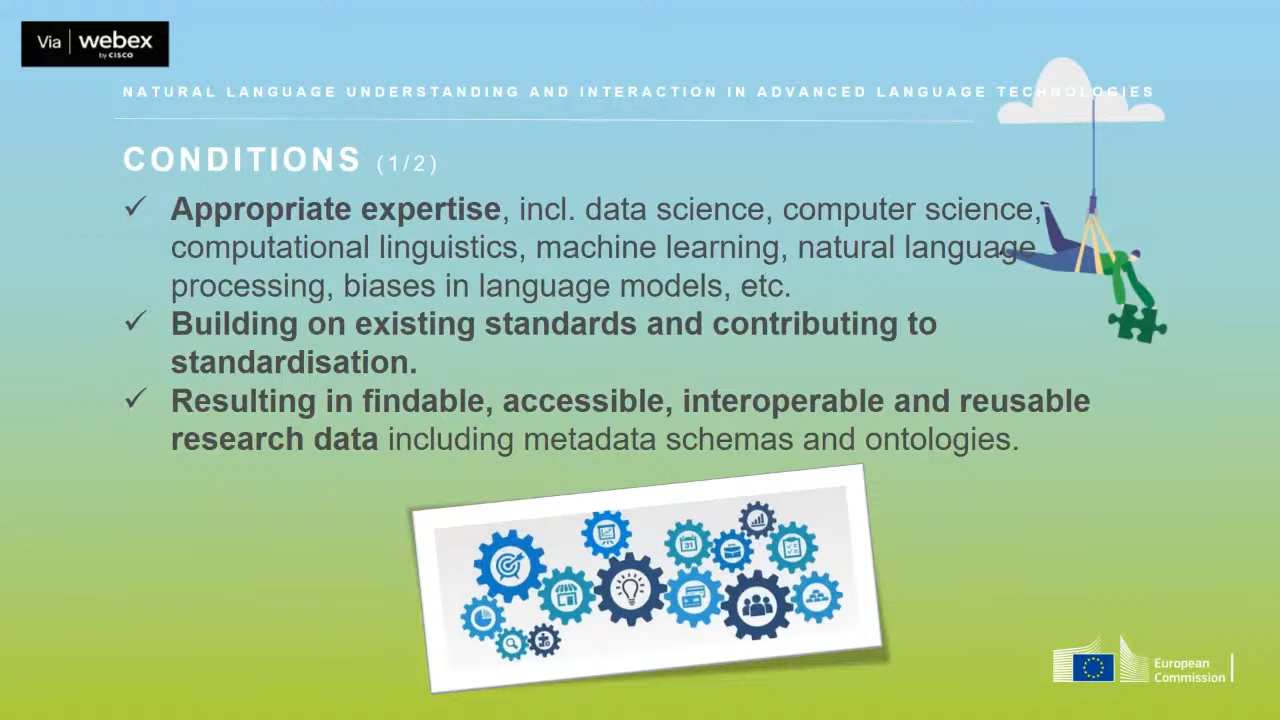 Via | webex
by CISCO
NATURAL LANGUAGE UNDERSTANDING AND INTERACTION IN ADVANCED LANGUAGE TECHNOLOGIES
CONDITIONS (1/2)
✓ Appropriate expertise, incl. data science, computer science,
computational linguistics, machine learning, natural language
processing, biases in language models, etc.
✓ Building on existing standards and contributing to
standardisation.
✓ Resulting in findable, accessible, interoperable and reusable
research data including metadata schemas and ontologies.
31
European
Commission